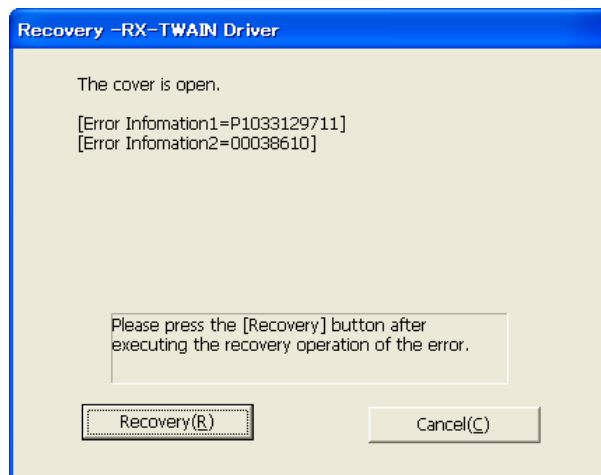 Recovery -RX-TWAIN Driver
The cover is open.
[Error Infomation1=P1033129711]
[Error Infomation2=00038610]
Please press the [Recovery] button after
executing the recovery operation of the error.
Recovery(R)
Cancel(C)